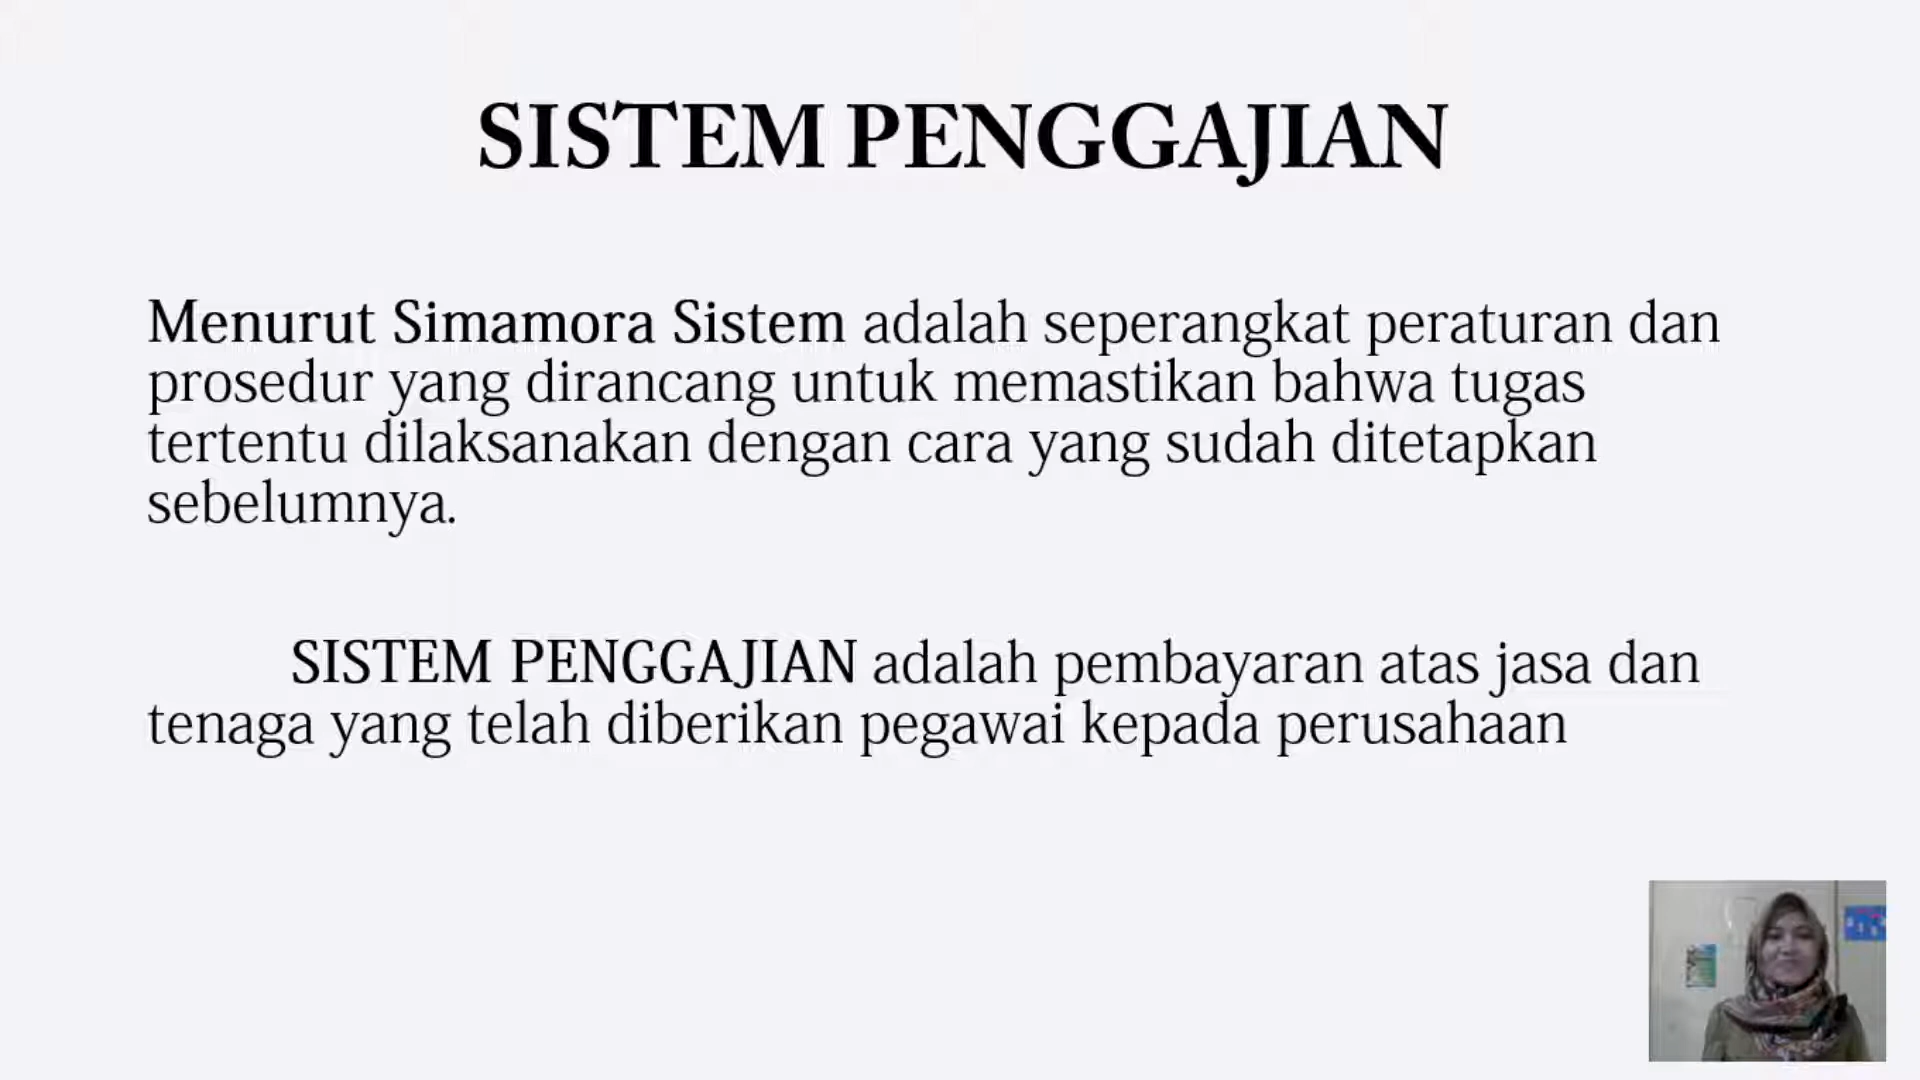 SISTEM PENGGAJIAN
Menurut Simamora Sistem adalah seperangkat peraturan dan
prosedur yang dirancang untuk memastikan bahwa tugas
tertentu dilaksanakan dengan cara yang sudah ditetapkan
sebelumnya.
SISTEM PENGGAJIAN adalah pembayaran atas jasa dan
tenaga yang telah diberikan pegawai kepada perusahaan